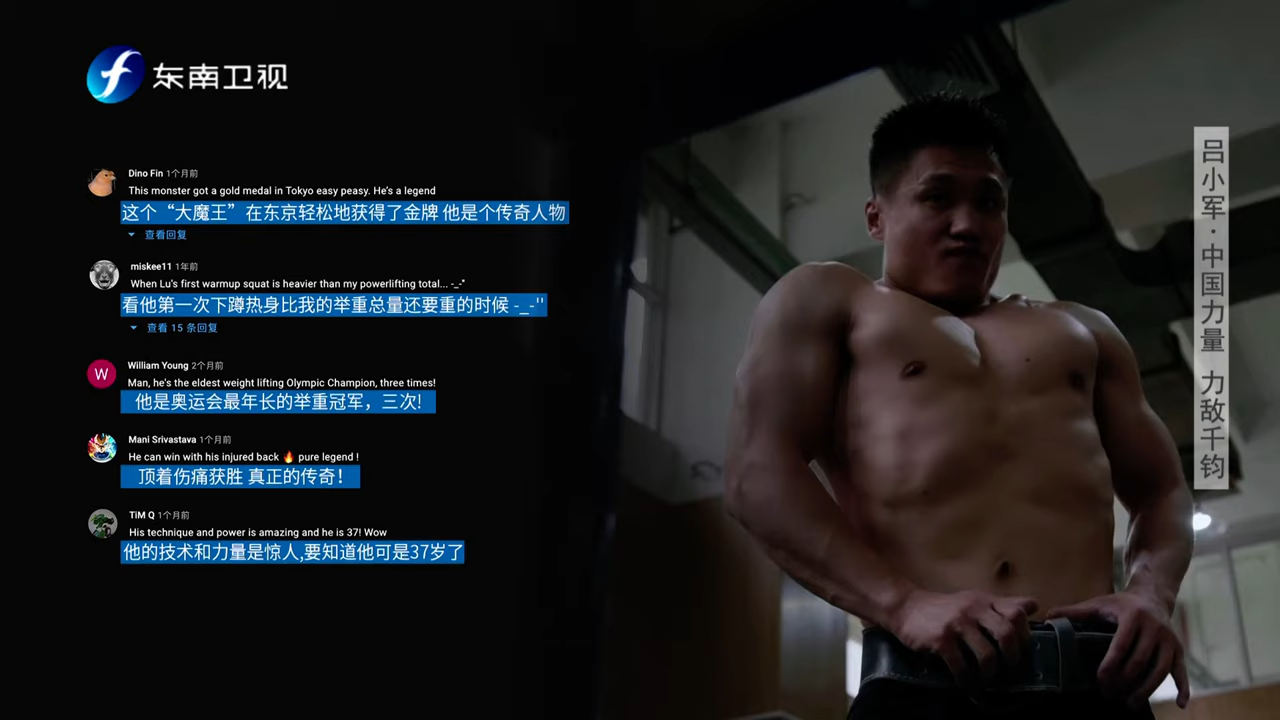 东南卫视
Dino Fin 1个月前
This monster got a gold medal in Tokyo easy peasy. He's a legend
这个“大魔王”在东京轻松地获得了金牌 他是个传奇人物
查看回复
miskee11 1年前
When Lu's first warmup squat is heavier than my powerlifting total... -_-"
看他第一次下蹲热身比我的举重总量还要重的时候 -_-"
查看 15 条回复
W
William Young 2个月前
Man, he's the eldest weight lifting Olympic Champion, three times!
他是奥运会最年长的举重冠军，三次!
Mani Srivastava 1个月前
He can win with his injured back 🔥 pure legend !
顶着伤痛获胜 真正的传奇！
TiM Q 1个月前
His technique and power is amazing and he is 37! Wow
他的技术和力量是惊人,要知道他可是37岁了
吕小军·中国力量 力敌千钧